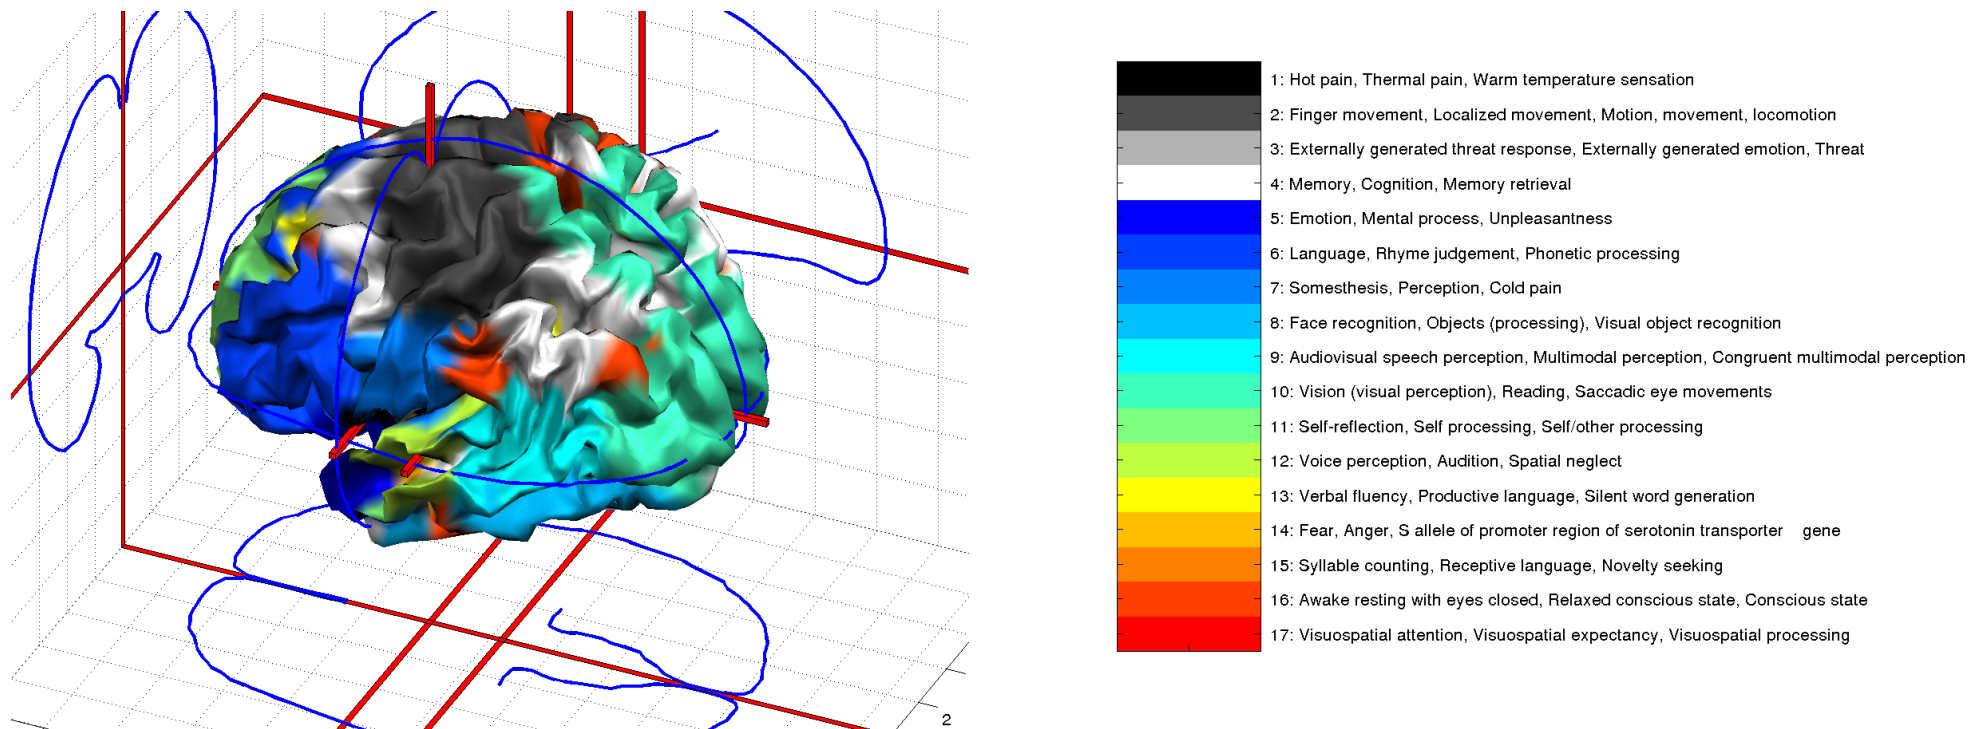 1: Hot pain, Thermal pain, Warm temperature sensation
2: Finger movement, Localized movement, Motion, movement, locomotion
3: Externally generated threat response, Externally generated emotion, Threat
4: Memory, Cognition, Memory retrieval
5: Emotion, Mental process, Unpleasantness
6: Language, Rhyme judgement, Phonetic processing
7: Somesthesis, Perception, Cold pain
8: Face recognition, Objects (processing), Visual object recognition
9: Audiovisual speech perception, Multimodal perception, Congruent multimodal perception
10: Vision (visual perception), Reading, Saccadic eye movements
11: Self-reflection, Self processing, Self/other processing
12: Voice perception, Audition, Spatial neglect
13: Verbal fluency, Productive language, Silent word generation
14: Fear, Anger, S allele of promoter region of serotonin transporter gene
15: Syllable counting, Receptive language, Novelty seeking
16: Awake resting with eyes closed, Relaxed conscious state, Conscious state
17: Visuospatial attention, Visuospatial expectancy, Visuospatial processing
2